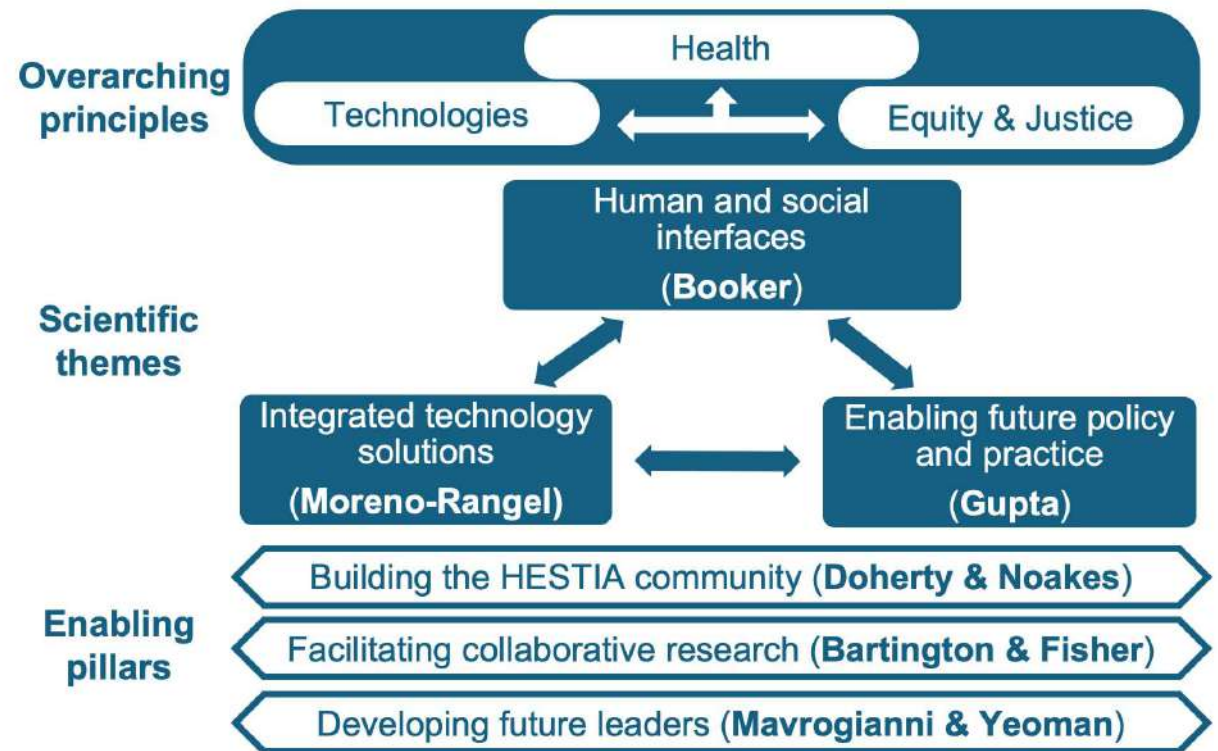 Overarching
principles
Health
Technologies
Equity & Justice
Scientific
themes
Human and social
interfaces
(Booker)
Integrated technology
solutions
(Moreno-Rangel)
Enabling future policy
and practice
(Gupta)
Enabling
pillars
Building the HESTIA community (Doherty & Noakes)
Facilitating collaborative research (Bartington & Fisher)
Developing future leaders (Mavrogianni & Yeoman)